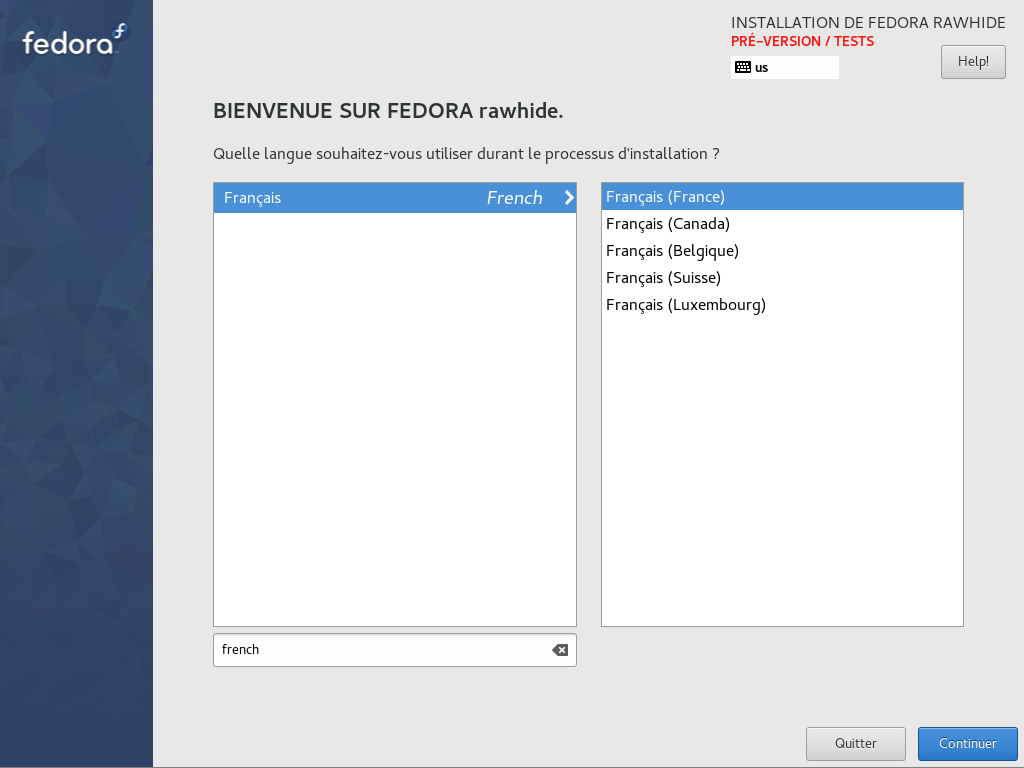 fedora
INSTALLATION DE FEDORA RAWHIDE
PRÉ-VERSION / TESTS
us
Help!
BIENVENUE SUR FEDORA rawhide.
Quelle langue souhaitez-vous utiliser durant le processus d'installation ?
Français French
Français (France)
Français (Canada)
Français (Belgique)
Français (Suisse)
Français (Luxembourg)
french
Quitter
Continuer